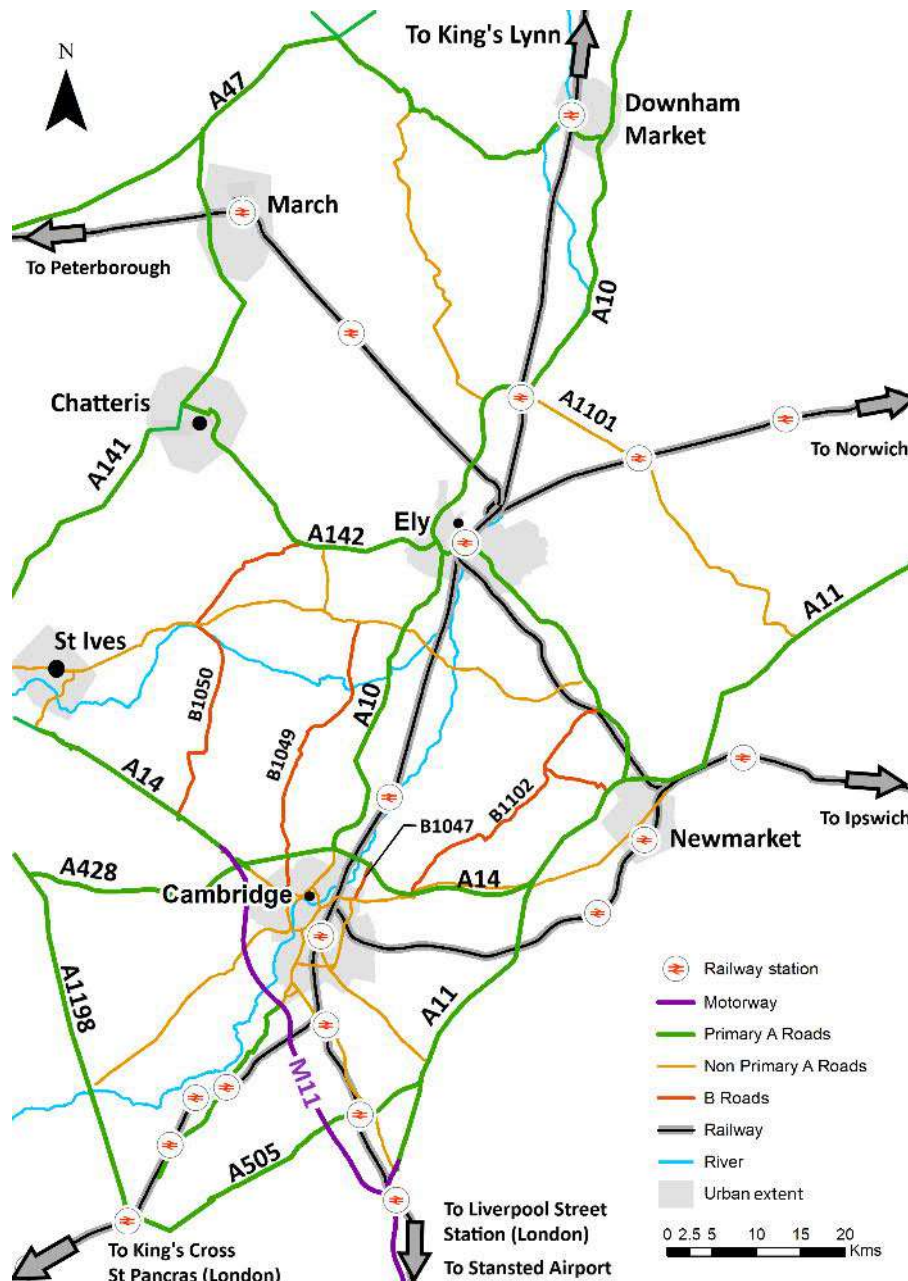 To King's Lynn
N
A47
Downham
Market
March
To Peterborough
A10
Chatteris
A1101
To Norwich
A141
Ely
A142
A11
St Ives
B1050
A10
B1049
A14
B1102
To Ipswich
B1047
Newmarket
A428
A14
Cambridge
A1198
A11
M11
A505
Railway station
Motorway
Primary A Roads
Non Primary A Roads
B Roads
Railway
River
Urban extent
To Liverpool Street
Station (London)
To Stansted Airport
To King's Cross
St Pancras (London)
0 2.5 5 10 15 20
Kms